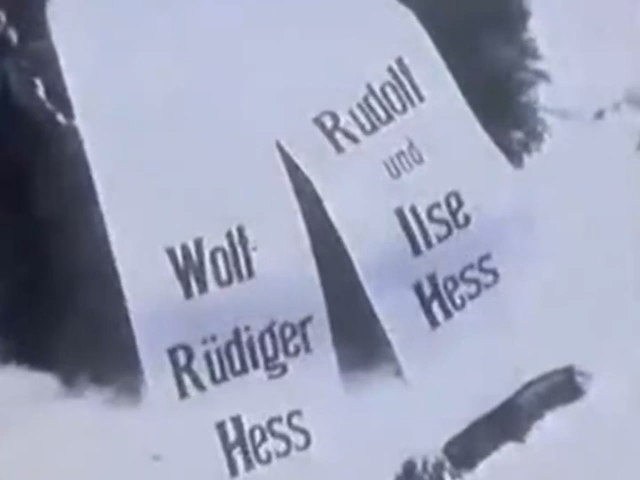 Wolf-
Rüdiger
Hess
Rudolf
und
Ilse
Hess